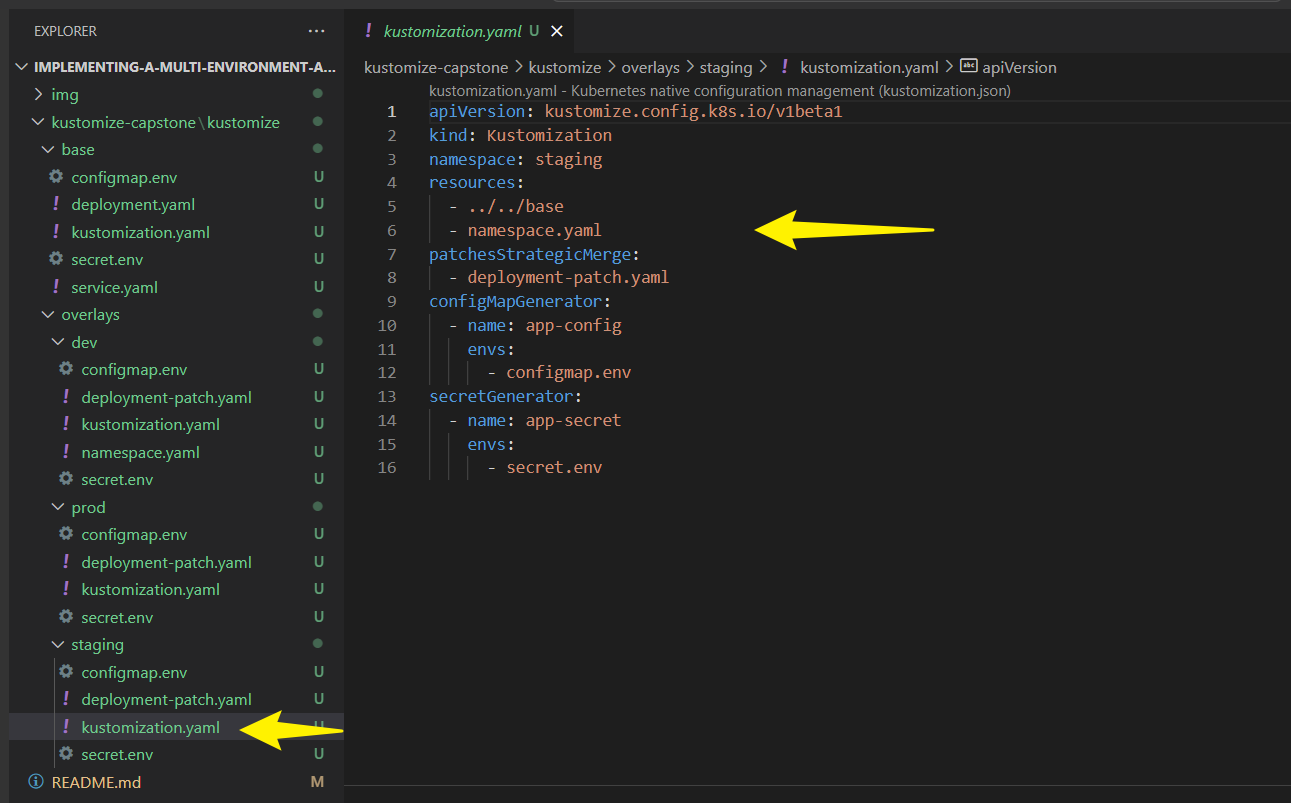 EXPLORER ···
IMPLEMENTING-A-MULTI-ENVIRONMENT-A...
img
kustomize-capstone\kustomize
base
configmap.env U
! deployment.yaml U
! kustomization.yaml U
secret.env U
! service.yaml U
overlays
dev
configmap.env U
! deployment-patch.yaml U
! kustomization.yaml U
! namespace.yaml U
secret.env U
prod
configmap.env U
! deployment-patch.yaml U
! kustomization.yaml U
secret.env U
staging
configmap.env U
! deployment-patch.yaml U
! kustomization.yaml U
secret.env U
README.md M
! kustomization.yaml U ×
kustomize-capstone > kustomize > overlays > staging > ! kustomization.yaml > abc apiVersion
kustomization.yaml - Kubernetes native configuration management (kustomization.json)
1 apiVersion: kustomize.config.k8s.io/v1beta1
2 kind: Kustomization
3 namespace: staging
4 resources:
5 - ../../base
6 - namespace.yaml
7 patchesStrategicMerge:
8 - deployment-patch.yaml
9 configMapGenerator:
10 - name: app-config
11 envs:
12 - configmap.env
13 secretGenerator:
14 - name: app-secret
15 envs:
16 - secret.env